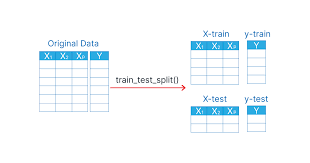 Original Data
X₁ X₂ Xₚ Y
train_test_split()
X-train y-train
X₁ X₂ Xₚ Y
X-test y-test
X₁ X₂ Xₚ Y